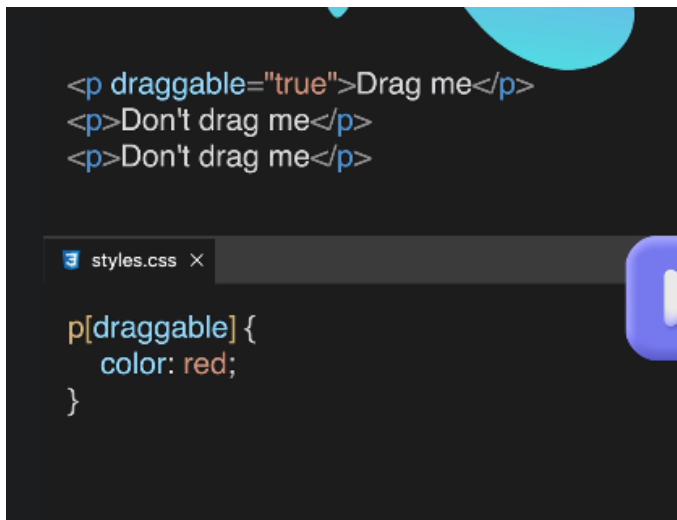 <p draggable="true">Drag me</p>
<p>Don't drag me</p>
<p>Don't drag me</p>
styles.css ×
p[draggable] {
color: red;
}